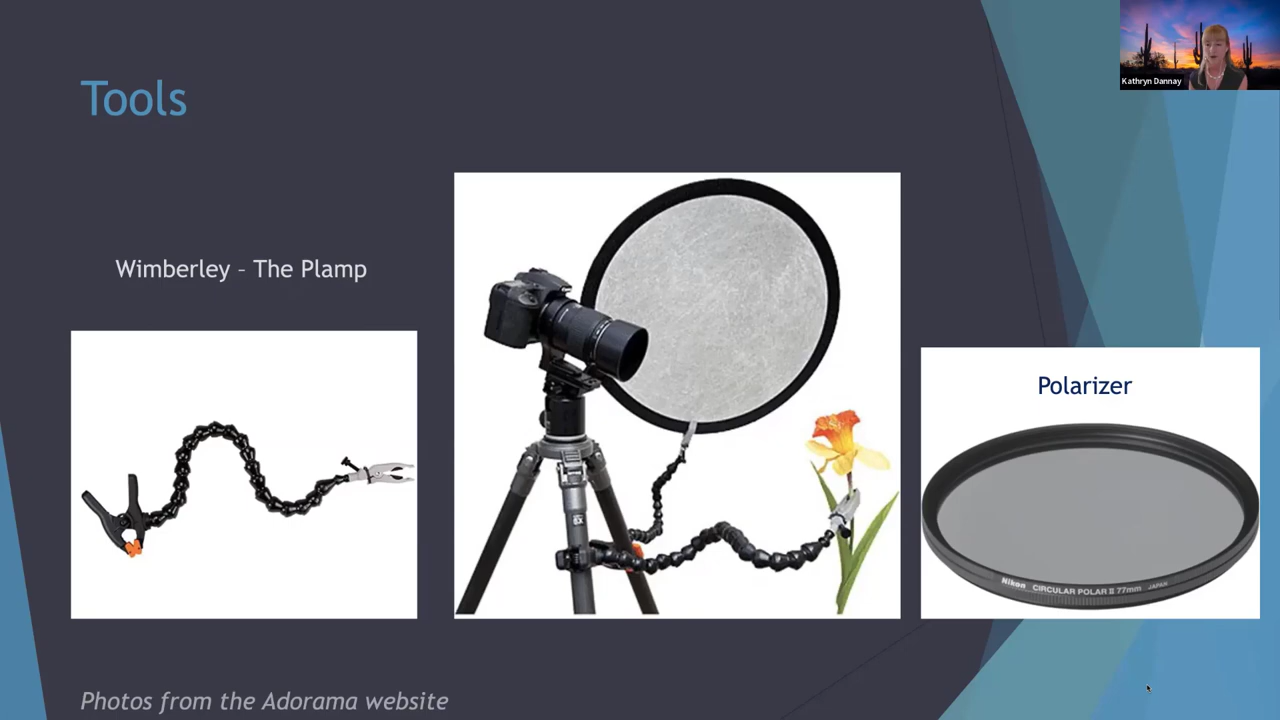 Kathryn Dannay
Tools
Wimberley – The Plamp
Polarizer
Nikon CIRCULAR POLAR II 77mm JAPAN
Photos from the Adorama website